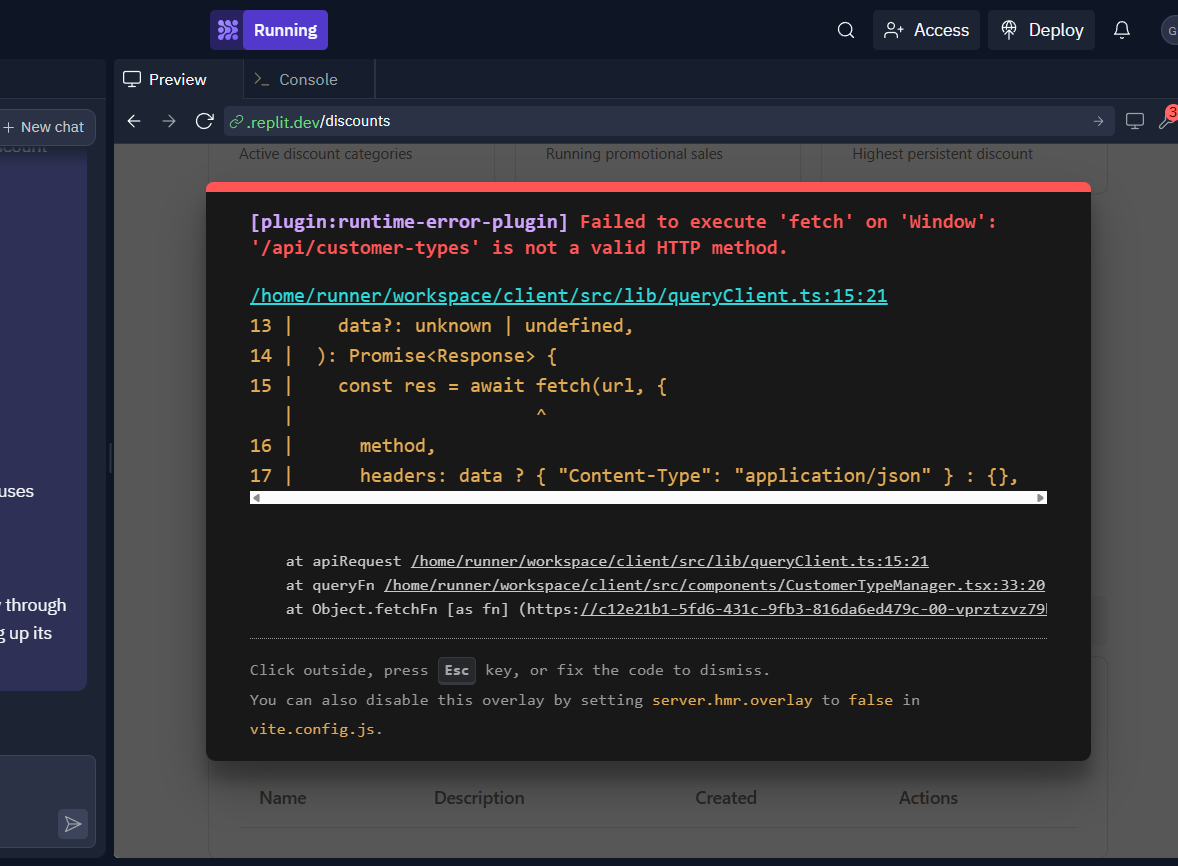 Running
Access
Deploy
G
Preview
Console
New chat
.replit.dev/discounts
3
Active discount categories
Running promotional sales
Highest persistent discount
[plugin:runtime-error-plugin] Failed to execute 'fetch' on 'Window':
'/api/customer-types' is not a valid HTTP method.
/home/runner/workspace/client/src/lib/queryClient.ts:15:21
13 | data?: unknown | undefined,
14 | ): Promise<Response> {
15 | const res = await fetch(url, {
| ^
16 | method,
17 | headers: data ? { "Content-Type": "application/json" } : {},
uses
at apiRequest /home/runner/workspace/client/src/lib/queryClient.ts:15:21
at queryFn /home/runner/workspace/client/src/components/CustomerTypeManager.tsx:33:20
at Object.fetchFn [as fn] (https://c12e21b1-5fd6-431c-9fb3-816da6ed479c-00-vprztzvz79
through
up its
Click outside, press Esc key, or fix the code to dismiss.
You can also disable this overlay by setting server.hmr.overlay to false in
vite.config.js.
Name
Description
Created
Actions